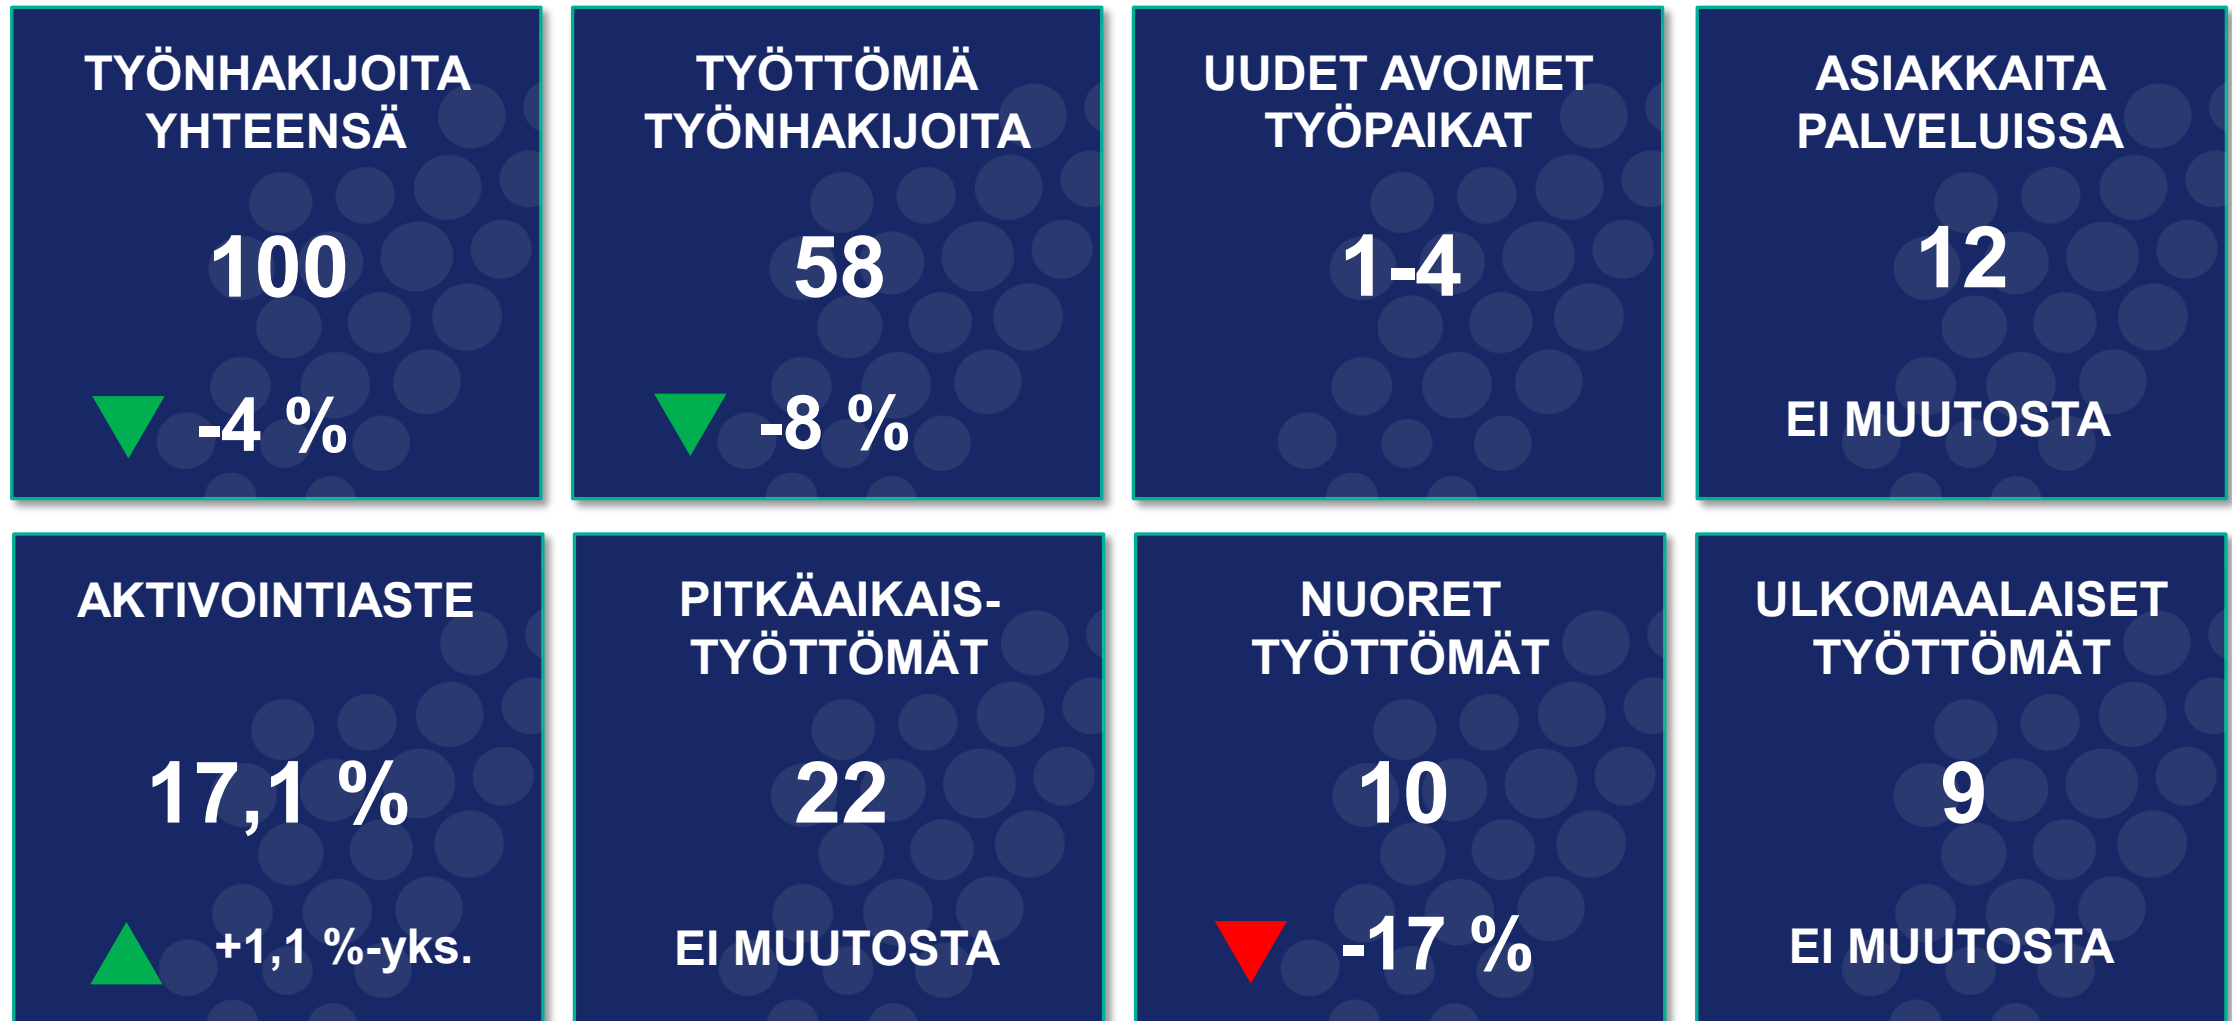 TYÖNHAKIJOITA
YHTEENSÄ
100
-4 %
TYÖTTÖMIÄ
TYÖNHAKIJOITA
58
-8 %
UUDET AVOIMET
TYÖPAIKAT
1-4
ASIAKKAITA
PALVELUISSA
12
EI MUUTOSTA
AKTIVOINTIASTE
17,1 %
+1,1 %-yks.
PITKÄAIKAIS-
TYÖTTÖMÄT
22
EI MUUTOSTA
NUORET
TYÖTTÖMÄT
10
-17 %
ULKOMAALAISET
TYÖTTÖMÄT
9
EI MUUTOSTA